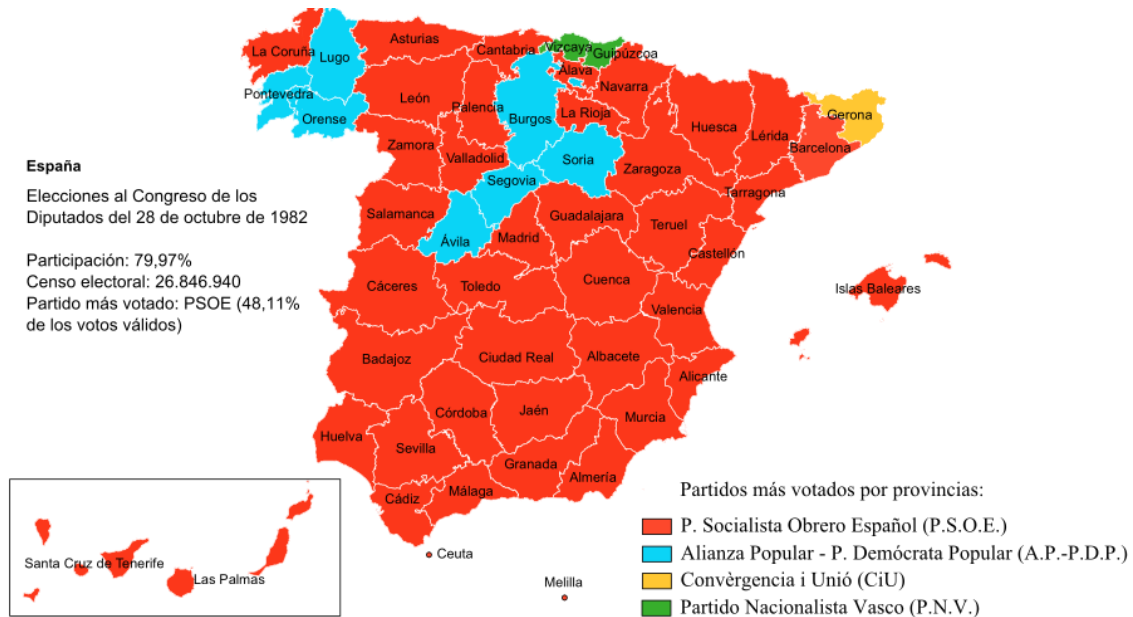 La Coruña
Lugo
Asturias
Cantabria
Vizcaya
Guipúzcoa
Álava
Navarra
Pontevedra
Orense
León
Palencia
Burgos
La Rioja
Huesca
Lérida
Gerona
Barcelona
Zamora
Valladolid
Soria
Zaragoza
Segovia
Tarragona
España
Elecciones al Congreso de los
Diputados del 28 de octubre de 1982
Participación: 79,97%
Censo electoral: 26.846.940
Partido más votado: PSOE (48,11%
de los votos válidos)
Salamanca
Ávila
Madrid
Guadalajara
Teruel
Castellón
Cáceres
Toledo
Cuenca
Valencia
Islas Baleares
Badajoz
Ciudad Real
Albacete
Alicante
Huelva
Sevilla
Córdoba
Jaén
Murcia
Granada
Almería
Cádiz
Málaga
Ceuta
Melilla
Santa Cruz de Tenerife
Las Palmas
Partidos más votados por provincias:
P. Socialista Obrero Español (P.S.O.E.)
Alianza Popular - P. Demócrata Popular (A.P.-P.D.P.)
Convèrgencia i Unió (CiU)
Partido Nacionalista Vasco (P.N.V.)